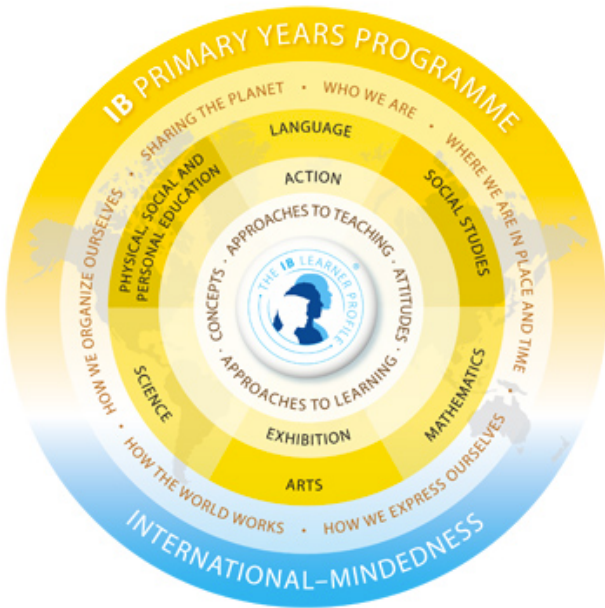 IB PRIMARY YEARS PROGRAMME
SHARING THE PLANET • WHO WE ARE • WHERE WE ARE IN PLACE AND TIME • HOW WE EXPRESS OURSELVES • HOW THE WORLD WORKS • HOW WE ORGANIZE OURSELVES •
LANGUAGE
SOCIAL STUDIES
MATHEMATICS
ARTS
SCIENCE
PHYSICAL, SOCIAL AND
PERSONAL EDUCATION
ACTION
EXHIBITION
APPROACHES TO TEACHING · ATTITUDES · APPROACHES TO LEARNING · CONCEPTS ·
· THE IB LEARNER PROFILE · ®
INTERNATIONAL–MINDEDNESS